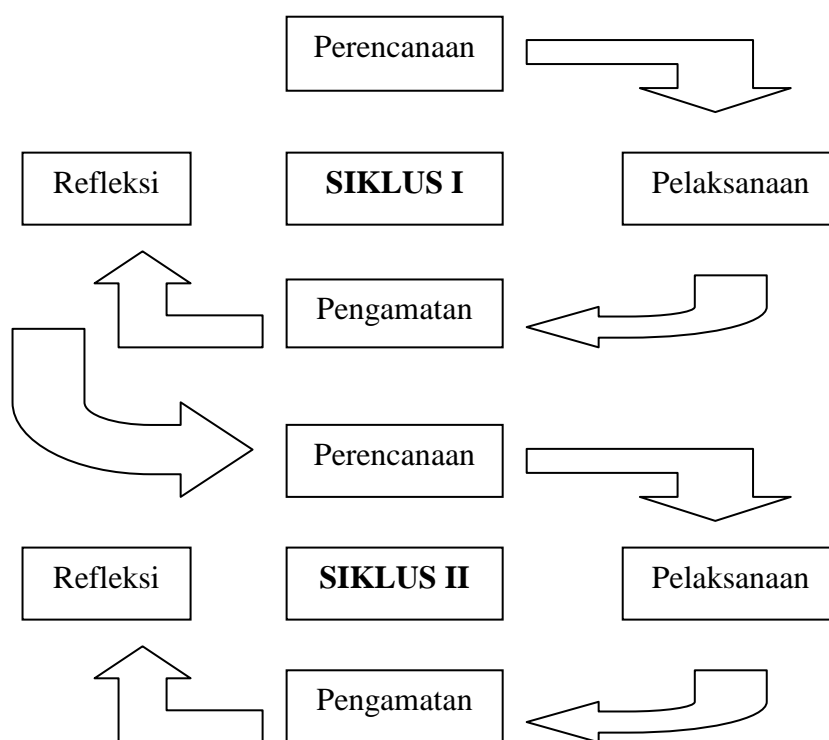 Perencanaan
Refleksi
SIKLUS I
Pelaksanaan
Pengamatan
Perencanaan
Refleksi
SIKLUS II
Pelaksanaan
Pengamatan